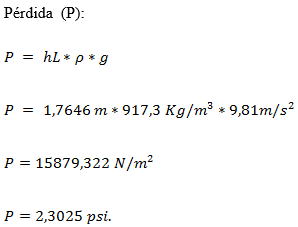 Pérdida (P):
P = hL * ρ * g
P = 1,7646 m * 917,3 Kg/m³ * 9,81m/s²
P = 15879,322 N/m²
P = 2,3025 psi.